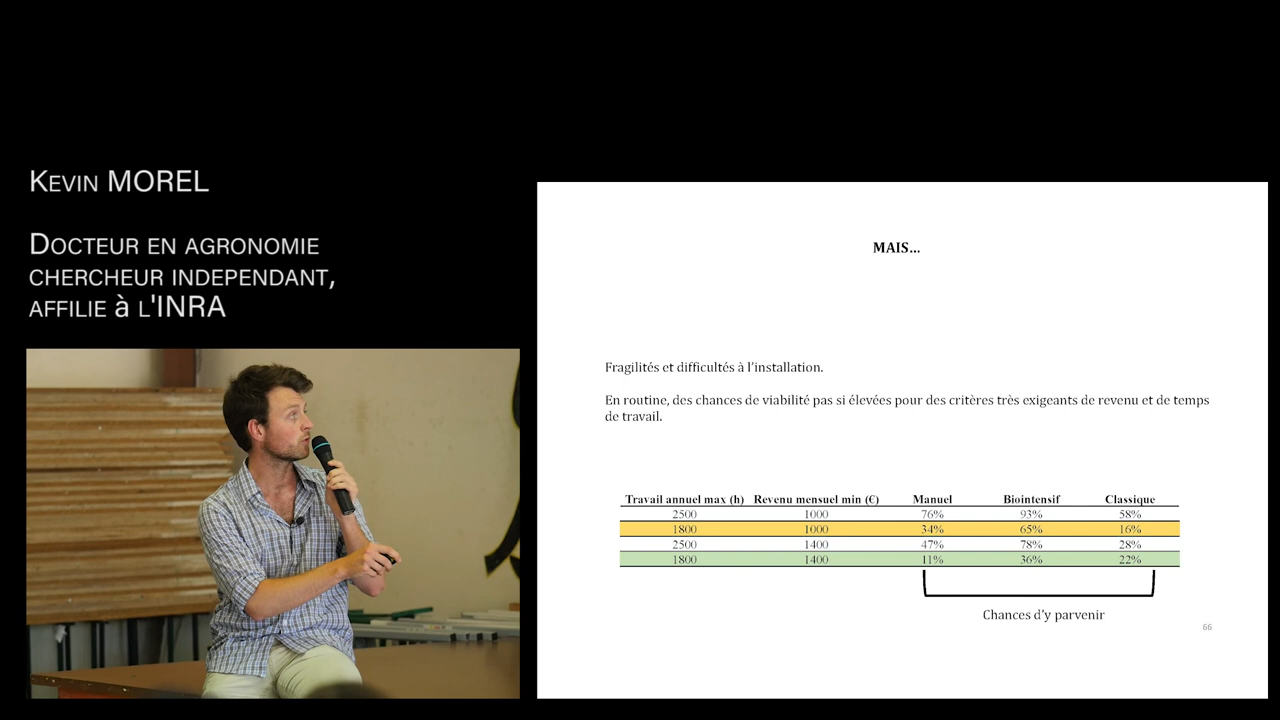 Kevin MOREL
Docteur en agronomie
chercheur independant,
affilie à l'INRA
MAIS...
Fragilités et difficultés à l'installation.
En routine, des chances de viabilité pas si élevées pour des critères très exigeants de revenu et de temps
de travail.
Travail annuel max (h) Revenu mensuel min (€) Manuel Biointensif Classique
2500 1000 76% 93% 58%
1800 1000 34% 65% 16%
2500 1400 47% 78% 28%
1800 1400 11% 36% 22%
Chances d'y parvenir
66